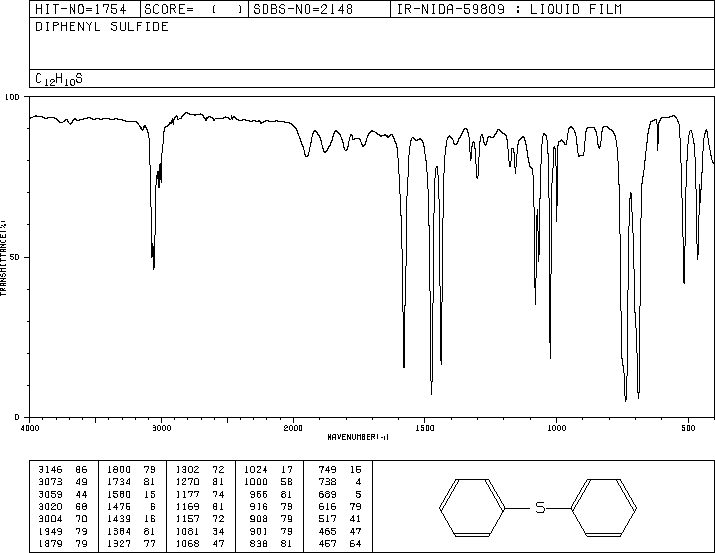 HIT-NO=1754 SCORE= ( ) SDBS-NO=2148 IR-NIDA-59809 : LIQUID FILM
DIPHENYL SULFIDE
C12H10S
100
50
0
TRANSMITTANCE(%)
4000 3000 2000 1500 1000 500
WAVENUMBER(-1)
3146 86 1800 79 1302 72 1024 17 749 15
3073 49 1734 81 1270 81 1000 58 738 4
3059 44 1580 15 1177 74 966 81 689 5
3020 68 1476 6 1169 81 916 79 616 79
3004 70 1439 16 1157 72 908 79 517 41
1949 79 1384 81 1081 34 901 79 465 47
1879 79 1327 77 1068 47 838 81 457 64
S